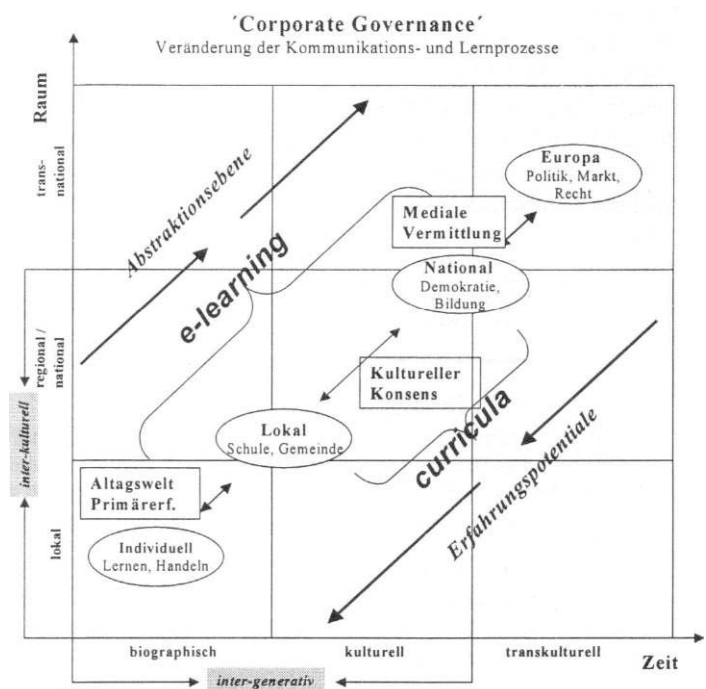 ´Corporate Governance´
Veränderung der Kommunikations- und Lernprozesse
Raum
trans-
national
regional /
national
lokal
inter-kulturell
Abstraktionsebene
e-learning
Europa
Politik, Markt,
Recht
Mediale
Vermittlung
National
Demokratie,
Bildung
Kultureller
Konsens
curricula
Erfahrungspotentiale
Lokal
Schule, Gemeinde
Altagswelt
Primärerf.
Individuell
Lernen, Handeln
biographisch
kulturell
transkulturell
Zeit
inter-generativ